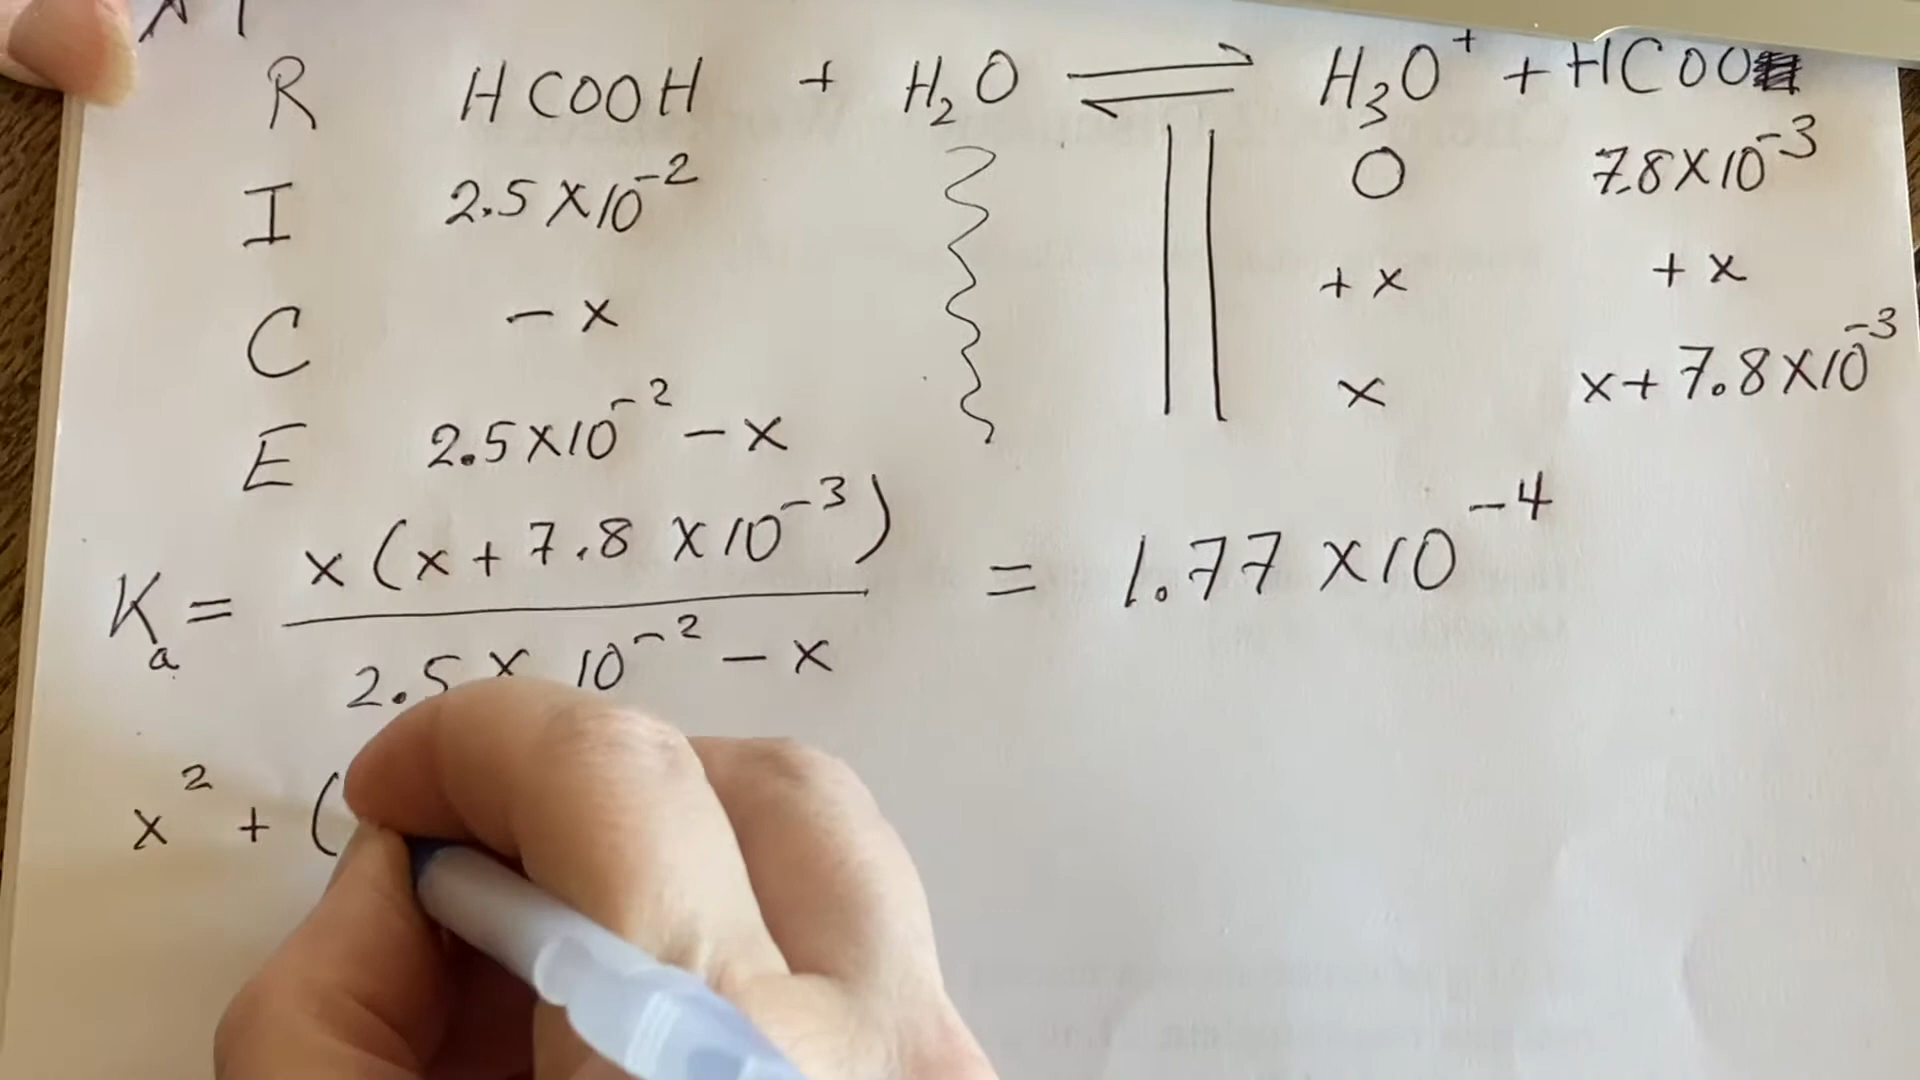 R HCOOH + H₂O ⇌ H₃O⁺ + HCOO
I 2.5 × 10⁻² 0 7.8 × 10⁻³
C - x + x + x
E 2.5 × 10⁻² - x x x + 7.8 × 10⁻³
x (x + 7.8 × 10⁻³)
Kₐ = = 1.77 × 10⁻⁴
2.5 × 10⁻² - x
x² + (